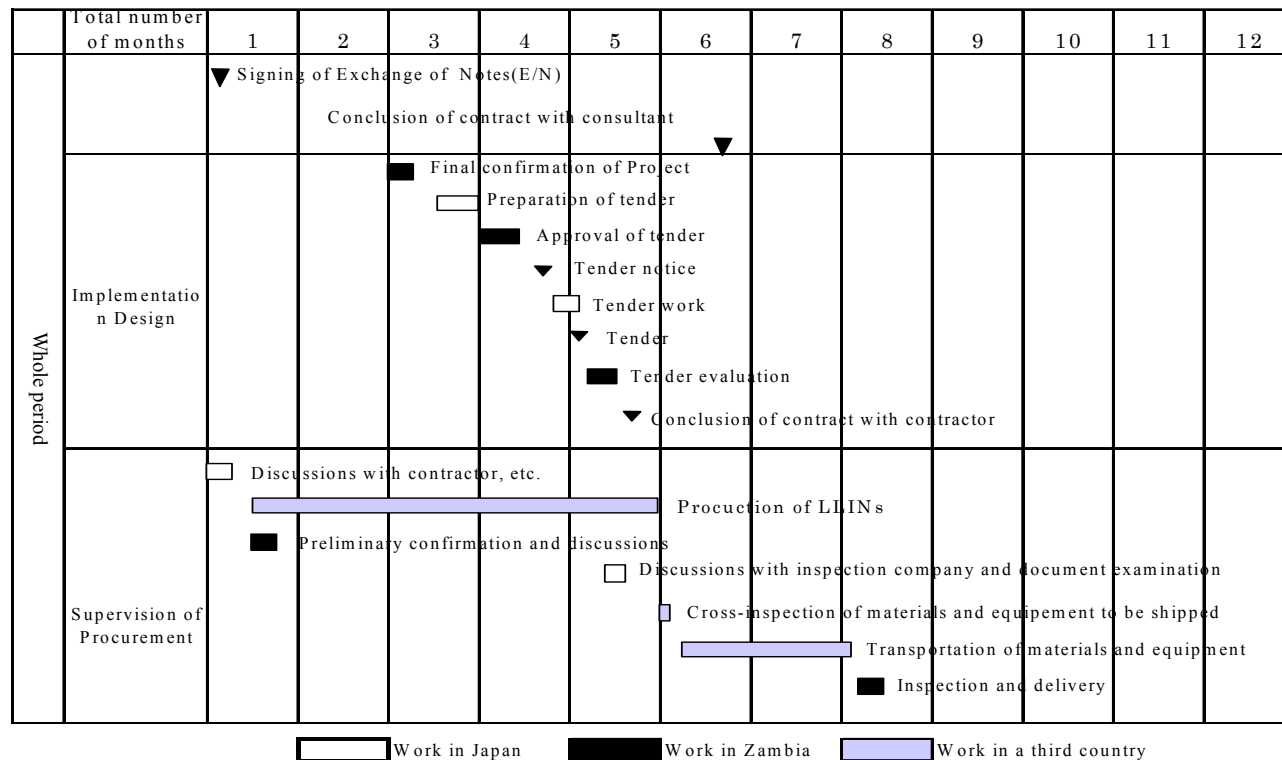 Total number
of months
1 2 3 4 5 6 7 8 9 10 11 12
Signing of Exchange of Notes(E/N)
Conclusion of contract with consultant
Whole period
Implementatio
n Design
Final confirmation of Project
Preparation of tender
Approval of tender
Tender notice
Tender work
Tender
Tender evaluation
Conclusion of contract with contractor
Supervision of
Procurement
Discussions with contractor, etc.
Procuction of LLINs
Preliminary confirmation and discussions
Discussions with inspection company and document examination
Cross-inspection of materials and equipement to be shipped
Transportation of materials and equipment
Inspection and delivery
Work in Japan
Work in Zambia
Work in a third country